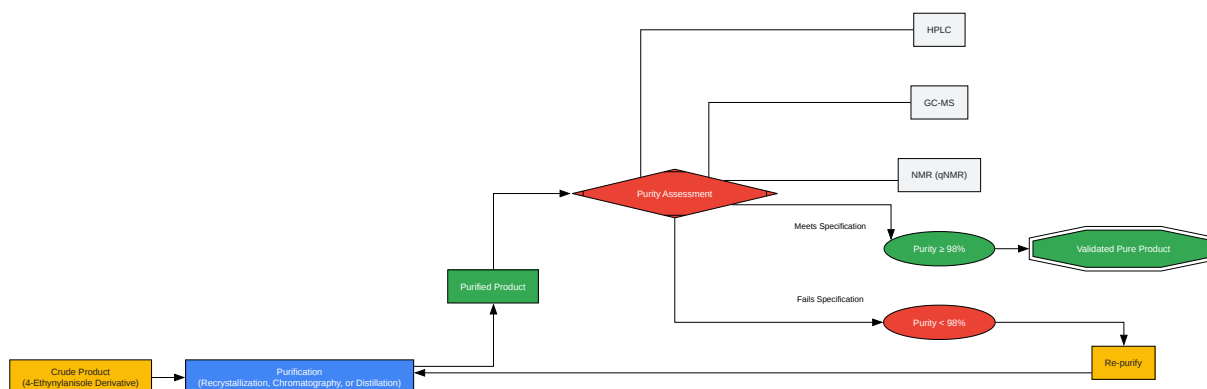 HPLC
GC-MS
NMR (qNMR)
Purity Assessment
Meets Specification
Purity ≥ 98%
Validated Pure Product
Purified Product
Fails Specification
Purity < 98%
Re-purify
Crude Product
(4-Ethynylanisole Derivative)
Purification
(Recrystallization, Chromatography, or Distillation)